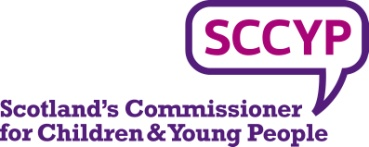 SCCYP
Scotland's Commissioner
for Children & Young People